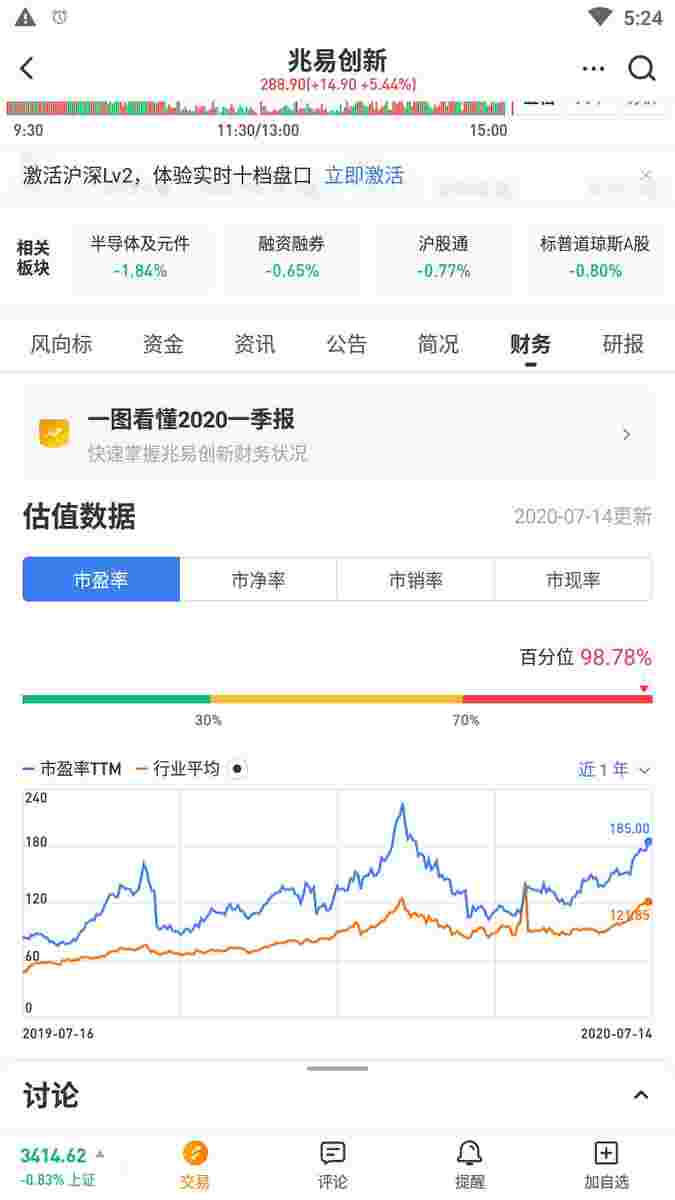 5:24
兆易创新
288.90(+14.90 +5.44%)
9:30 11:30/13:00 15:00
激活沪深Lv2，体验实时十档盘口 立即激活
相关板块
半导体及元件 融资融券 沪股通 标普道琼斯A股
-1.84% -0.65% -0.77% -0.80%
风向标 资金 资讯 公告 简况 财务 研报
一图看懂2020一季报
快速掌握兆易创新财务状况
估值数据 2020-07-14更新
市盈率 市净率 市销率 市现率
百分位 98.78%
30% 70%
市盈率TTM 行业平均 近1年
240
180
120
60
0
185.00
121.85
2019-07-16 2020-07-14
讨论
3414.62
-0.83% 上证
交易 评论 提醒 加自选